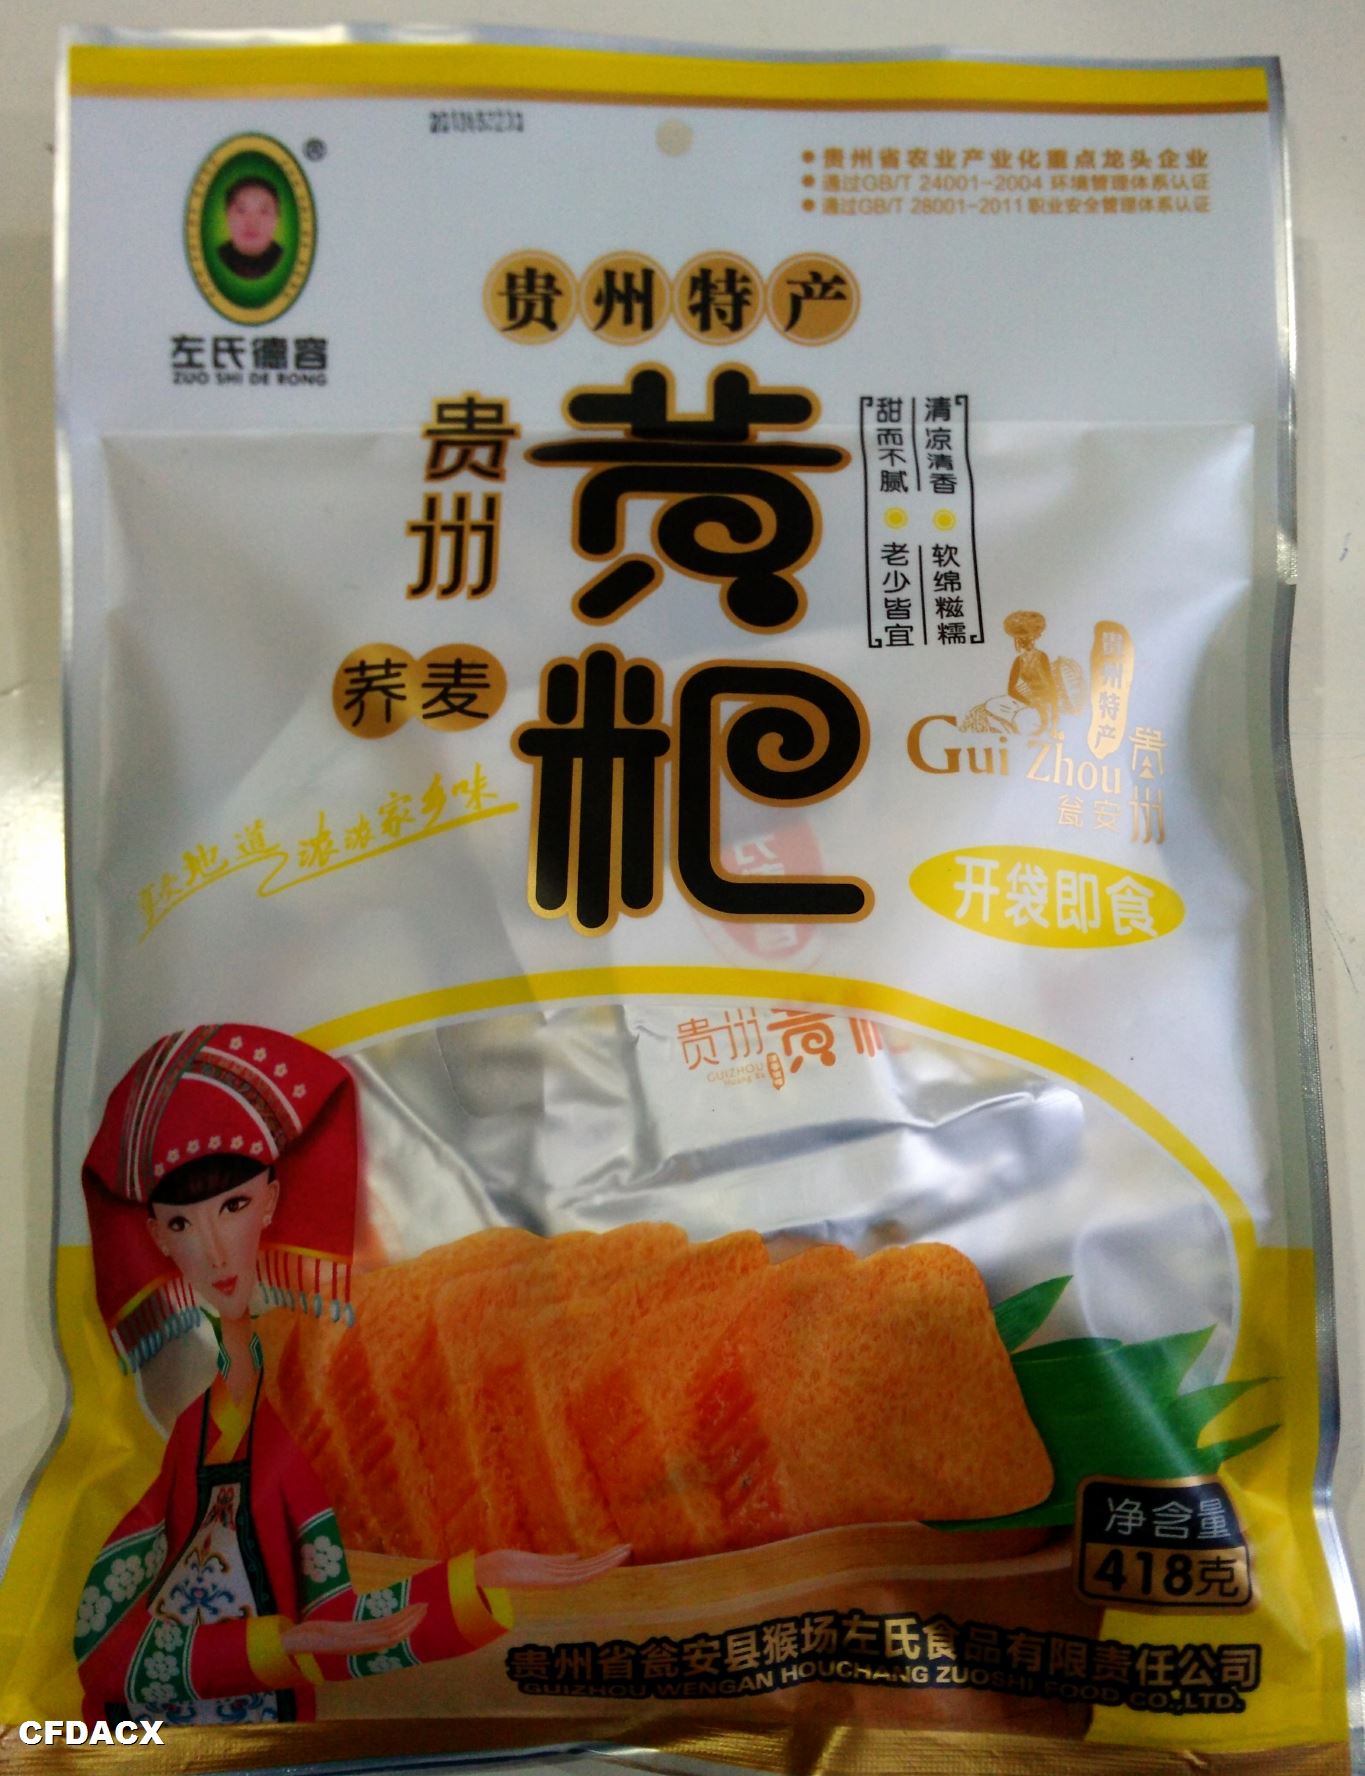 ®
贵州省农业产业化重点龙头企业
通过GB/T 24001-2004 环境管理体系认证
通过GB/T 28001-2011 职业安全管理体系认证
左氏德容
ZUO SHI DE RONG
贵州特产
贵州
黄粑
荞麦
清凉清香 软绵糍糯
甜而不腻 老少皆宜
地道 浓浓家乡味
贵州特产
Gui Zhou
贵州
瓮安
开袋即食
贵州黄粑
GUIZHOU
Huang Ba
净含量
418克
贵州省瓮安县猴场左氏食品有限责任公司
GUIZHOU WENGAN HOUCHANG ZUOSHI FOOD CO.,LTD.
CFDACX